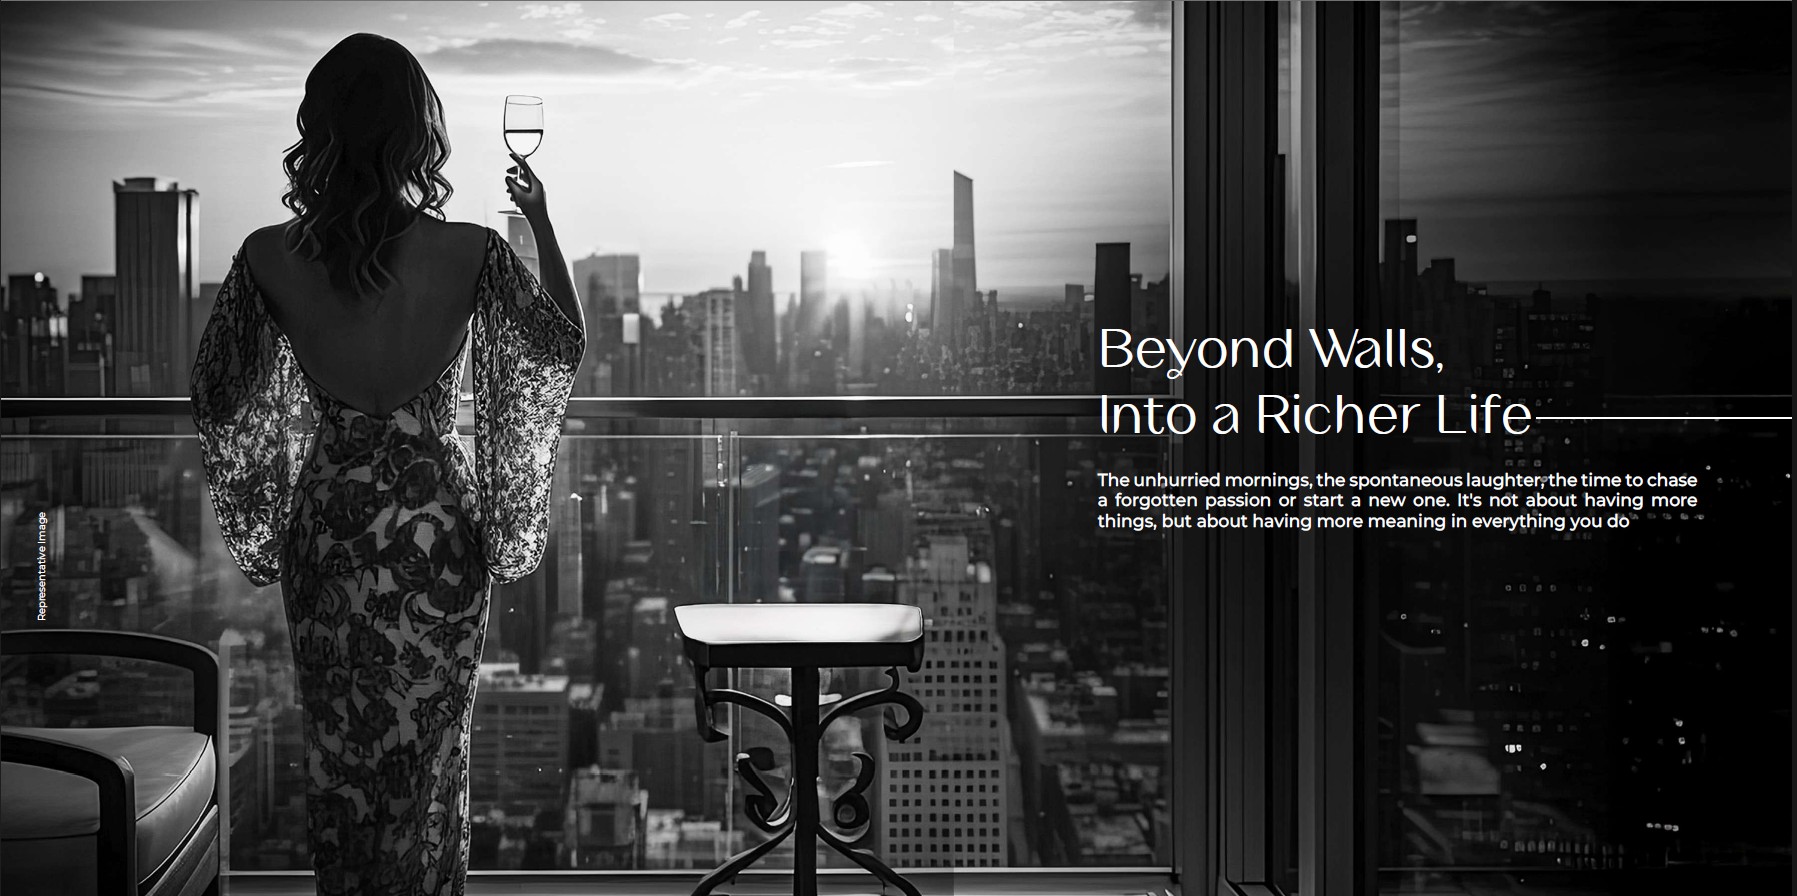 Beyond Walls,
Into a Richer Life
The unhurried mornings, the spontaneous laughter, the time to chase
a forgotten passion or start a new one. It's not about having more
things, but about having more meaning in everything you do
Representative Image